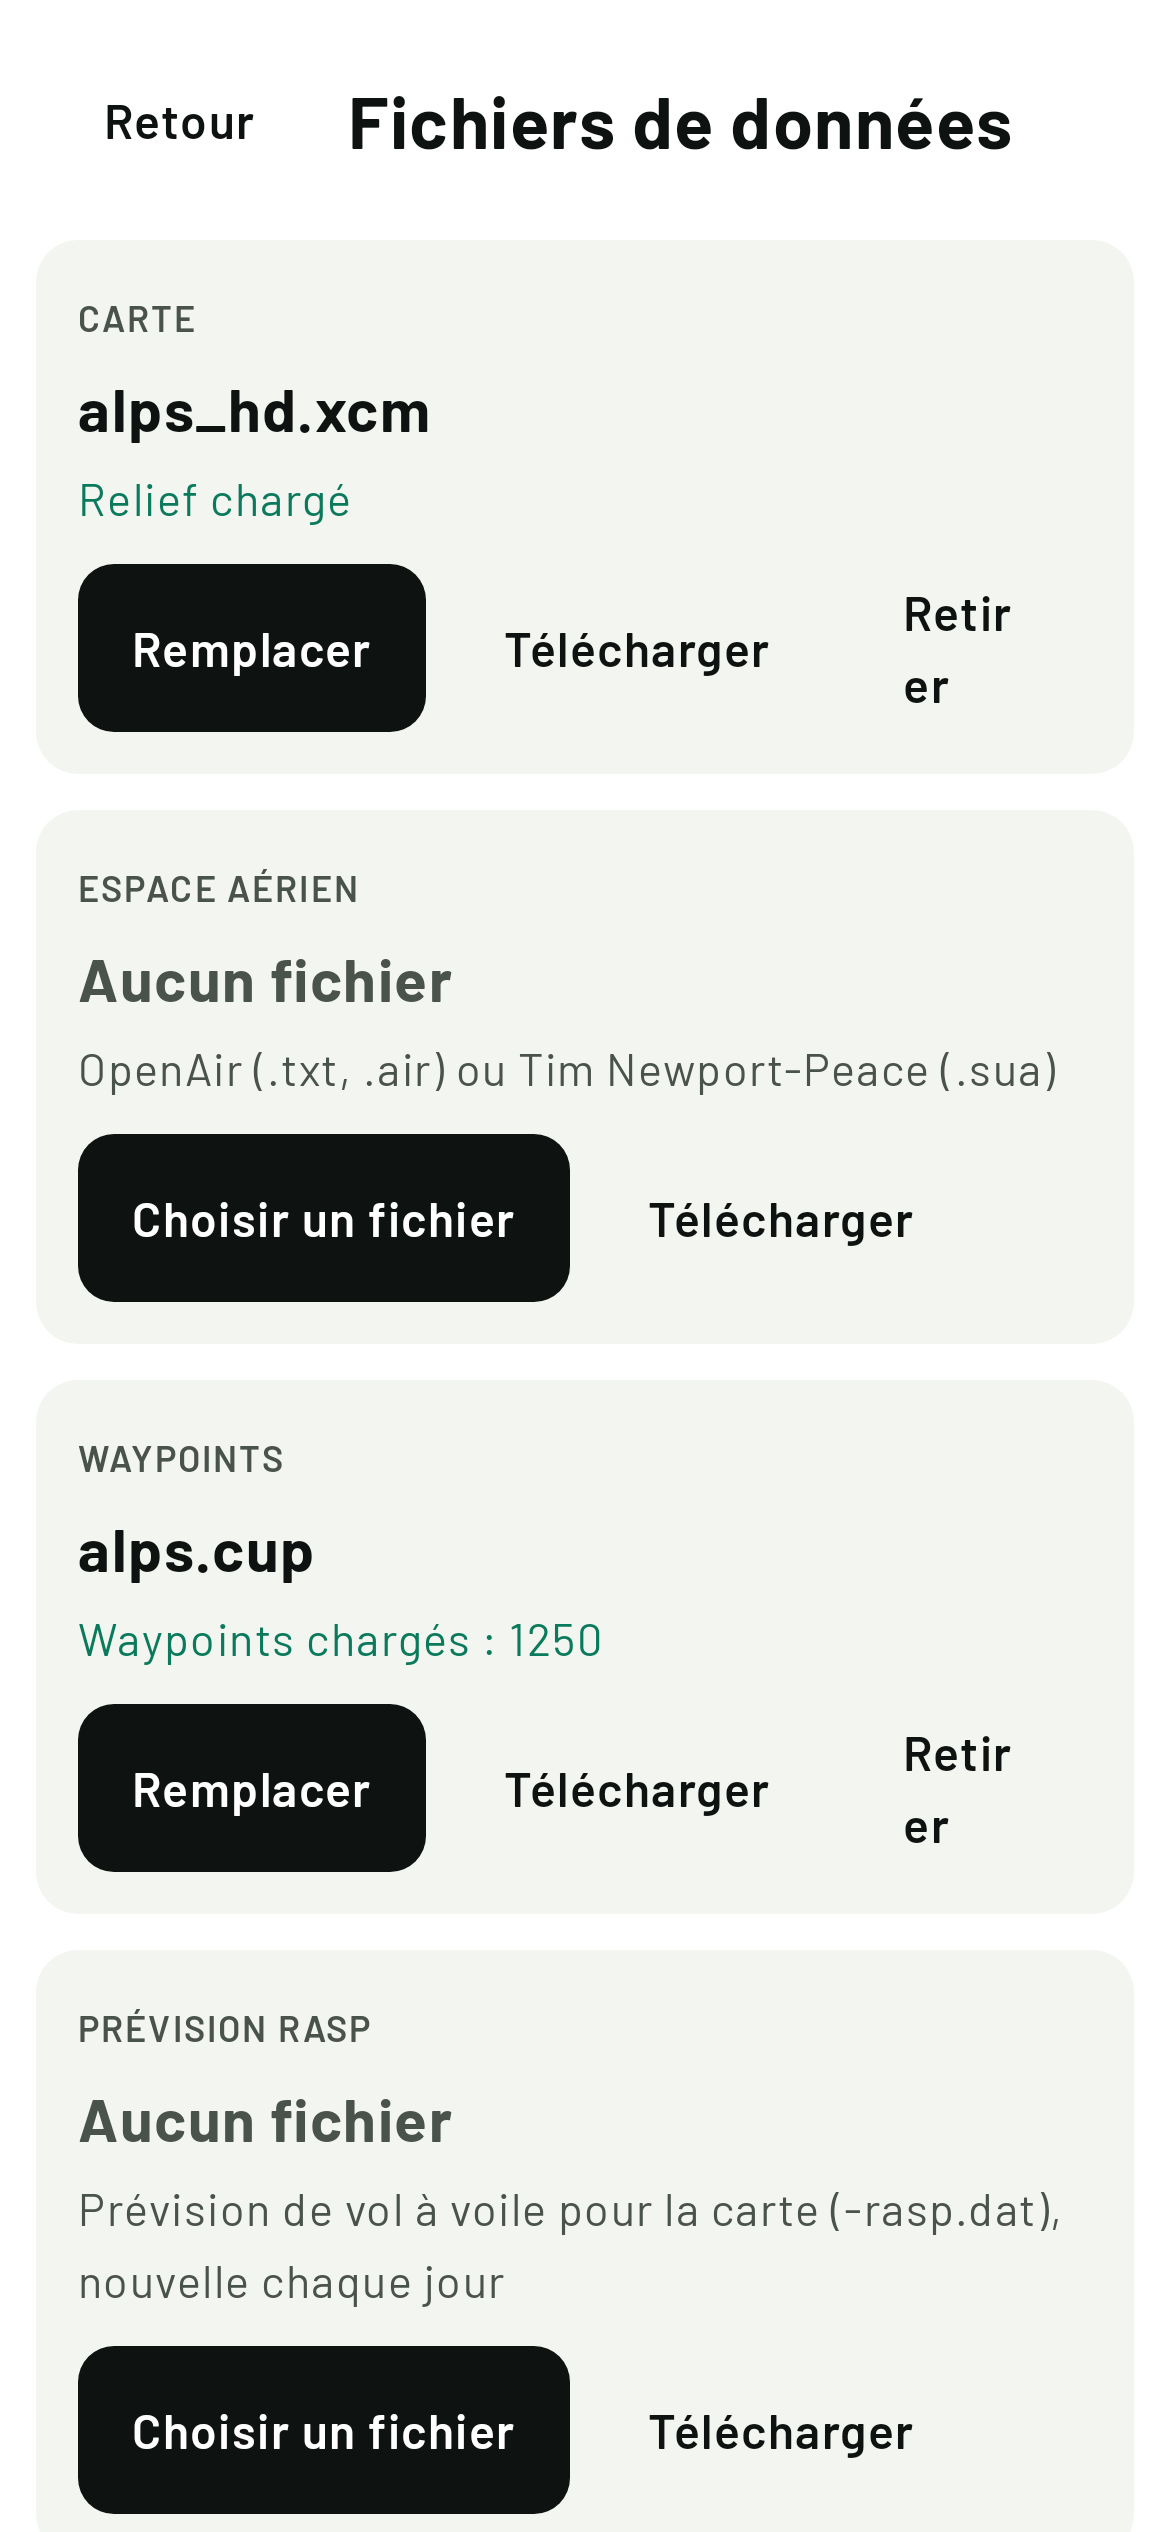 Retour
Fichiers de données
CARTE
alps_hd.xcm
Relief chargé
Remplacer
Télécharger
Retir
er
ESPACE AÉRIEN
Aucun fichier
OpenAir (.txt, .air) ou Tim Newport-Peace (.sua)
Choisir un fichier
Télécharger
WAYPOINTS
alps.cup
Waypoints chargés : 1250
Remplacer
Télécharger
Retir
er
PRÉVISION RASP
Aucun fichier
Prévision de vol à voile pour la carte (-rasp.dat),
nouvelle chaque jour
Choisir un fichier
Télécharger